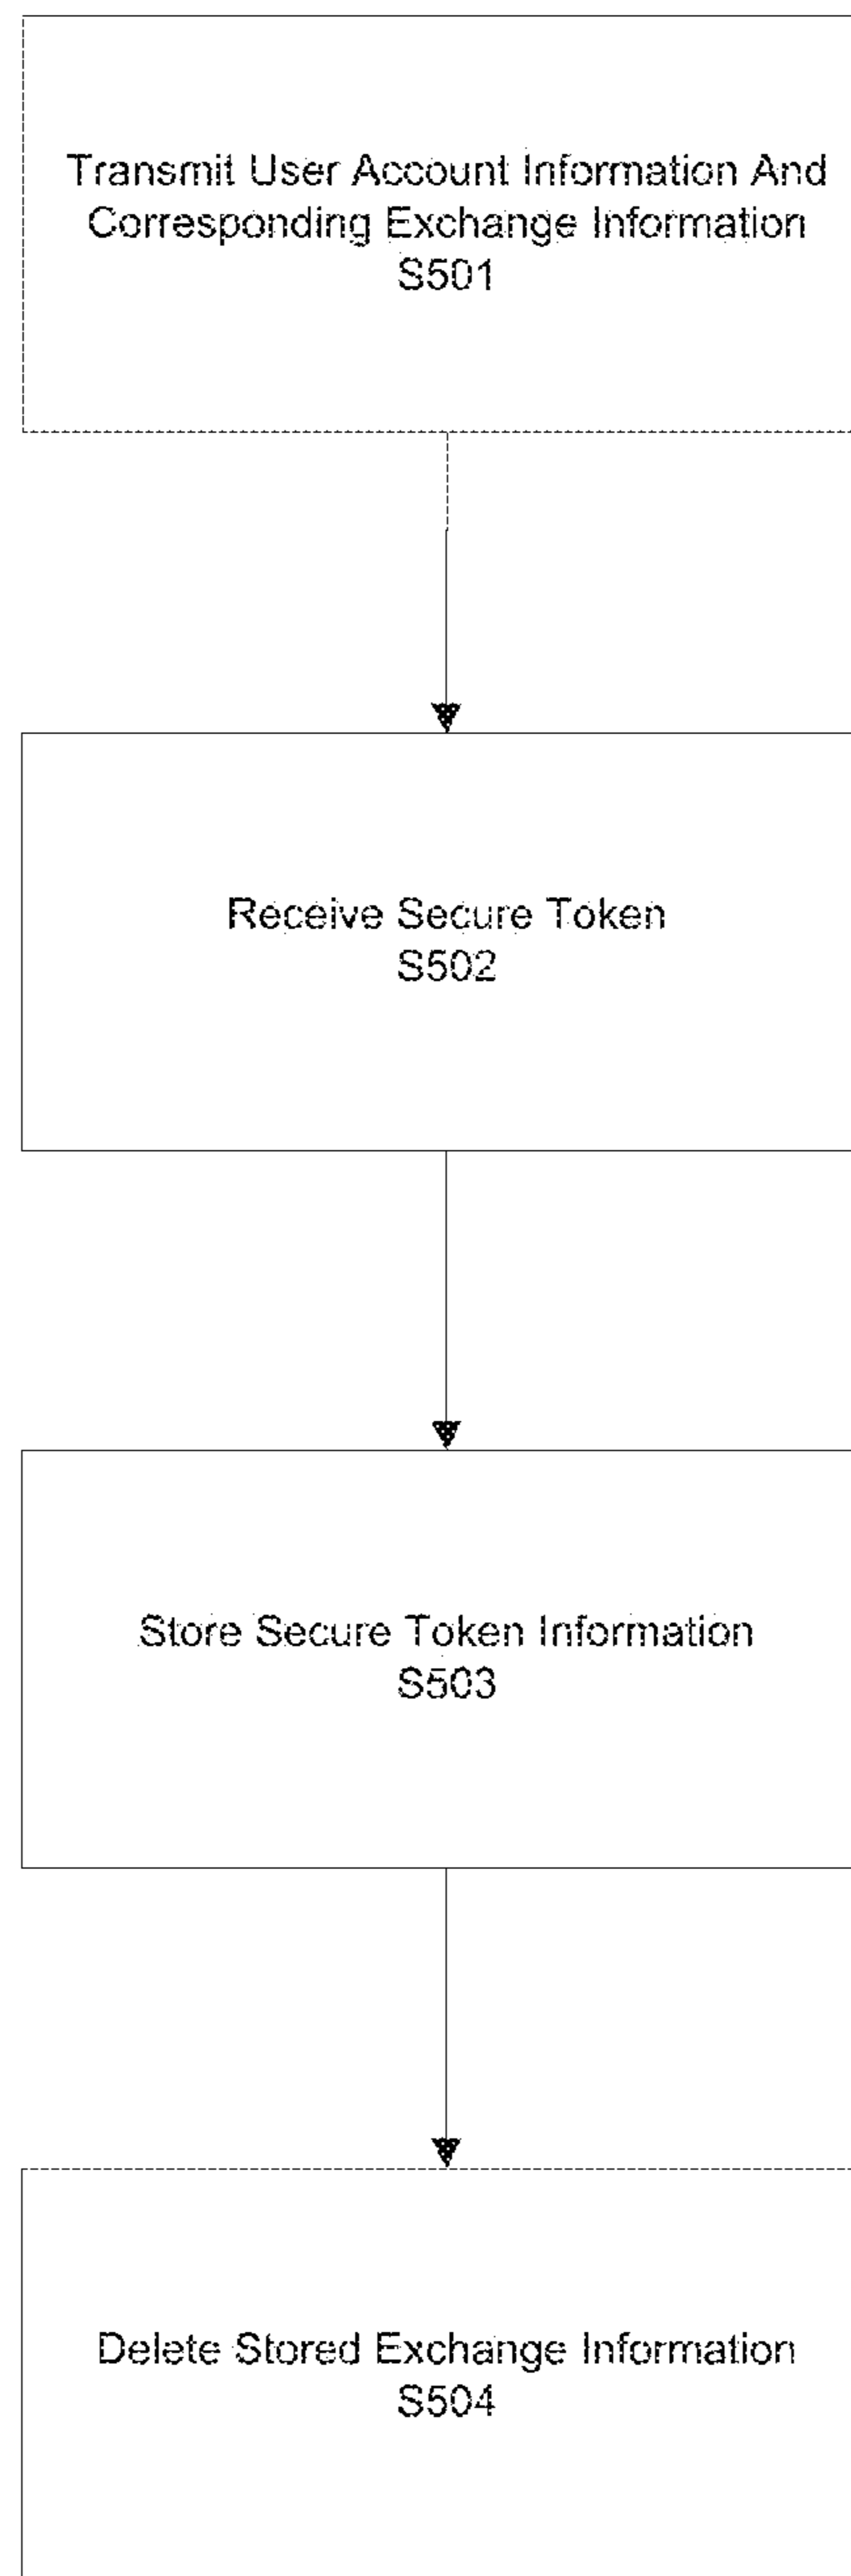 Transmit User Account Information And
Corresponding Exchange Information
S501
Receive Secure Token
S502
Store Secure Token Information
S503
Delete Stored Exchange Information
S504